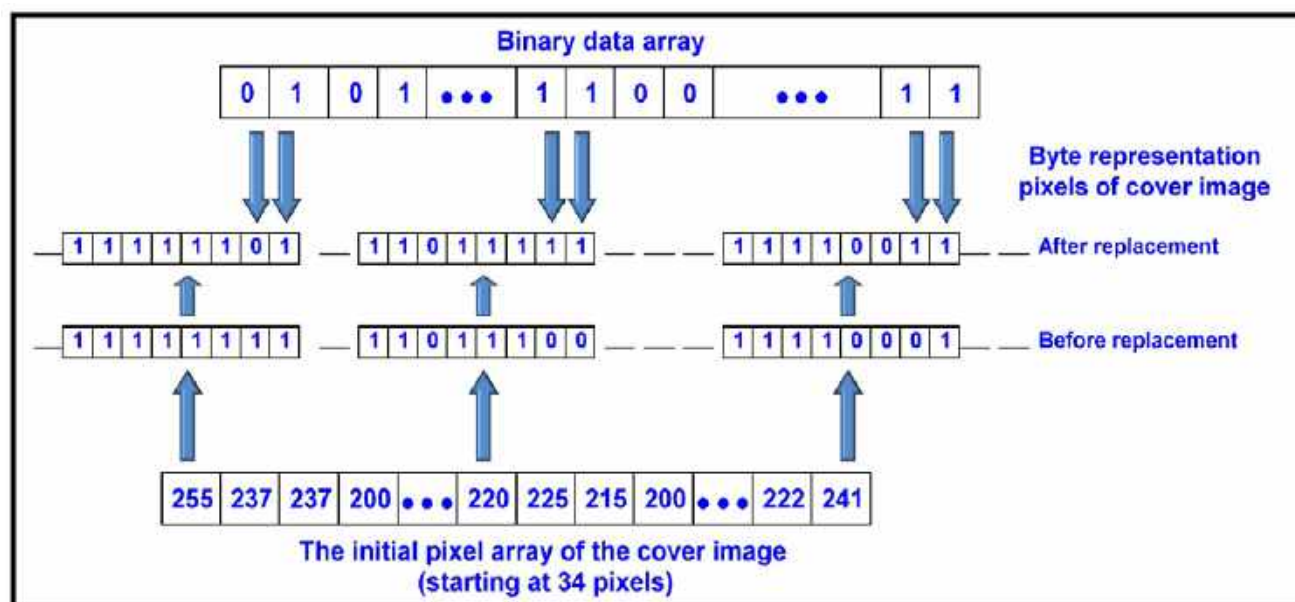 Binary data array
0 1 0 1 ••• 1 1 0 0 ••• 1 1
Byte representation
pixels of cover image
1 1 1 1 1 1 0 1 1 1 0 1 1 1 1 1 1 1 1 1 0 0 1 1 After replacement
1 1 1 1 1 1 1 1 1 1 0 1 1 1 0 0 1 1 1 1 0 0 0 1 Before replacement
255 237 237 200 ••• 220 225 215 200 ••• 222 241
The initial pixel array of the cover image
(starting at 34 pixels)